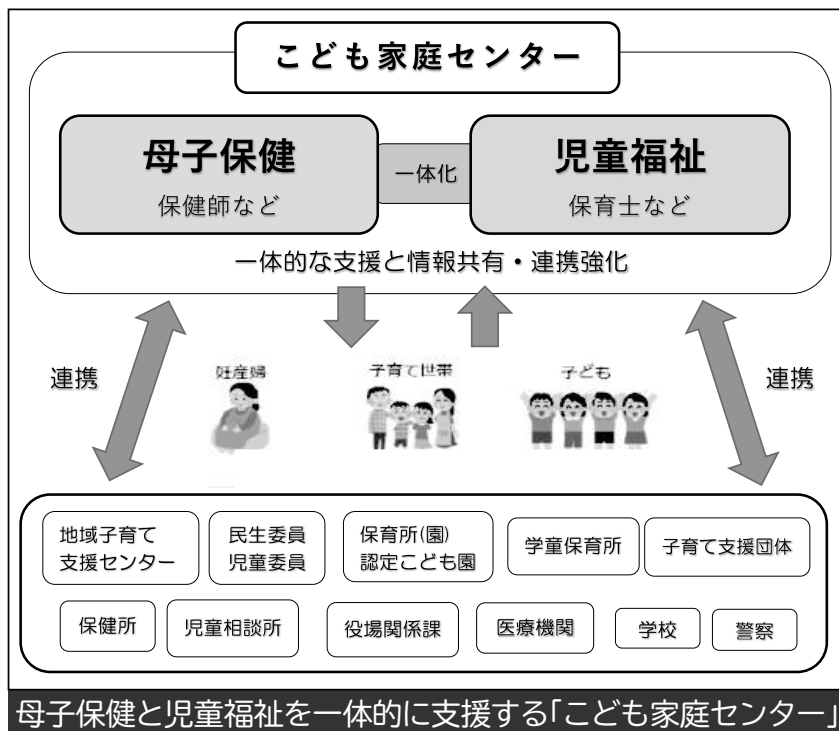 こども家庭センター
母子保健
保健師など
一体化
児童福祉
保育士など
一体的な支援と情報共有・連携強化
連携
妊産婦
子育て世帯
子ども
連携
地域子育て
支援センター
民生委員
児童委員
保育所(園)
認定こども園
学童保育所
子育て支援団体
保健所
児童相談所
役場関係課
医療機関
学校
警察
母子保健と児童福祉を一体的に支援する「こども家庭センター」